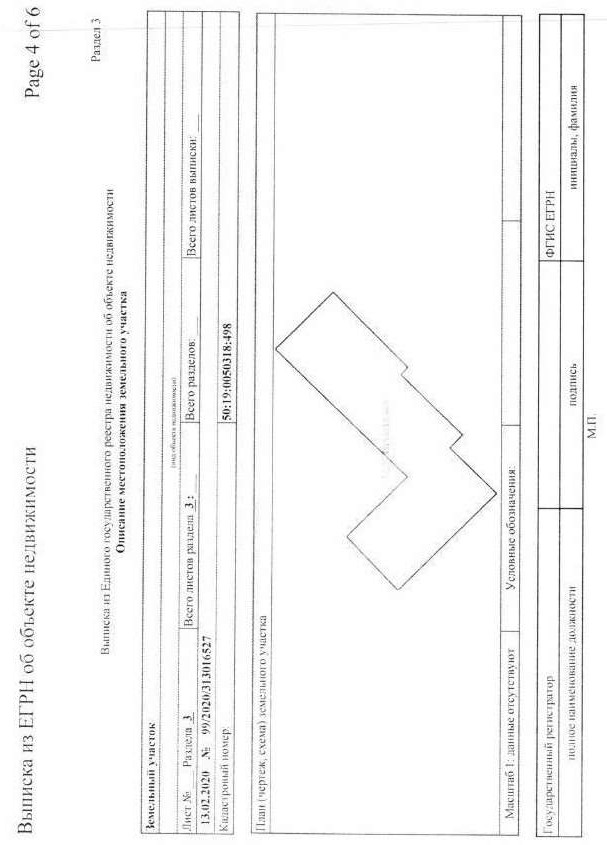 Выписка из ЕГРН об объекте недвижимости Page 4 of 6
Раздел 3
Выписка из Единого государственного реестра недвижимости об объекте недвижимости
Описание местоположения земельного участка
Земельный участок
(вид объекта недвижимости)
Лист № ___ Раздела 3 Всего листов раздела 3 : ___ Всего разделов: ___ Всего листов выписки: ___
13.02.2020 № 99/2020/313016527
Кадастровый номер: 50:19:0050318:498
План (чертеж, схема) земельного участка
Масштаб 1: данные отсутствуют Условные обозначения:
Государственный регистратор ФГИС ЕГРН
полное наименование должности подпись инициалы, фамилия
М.П.